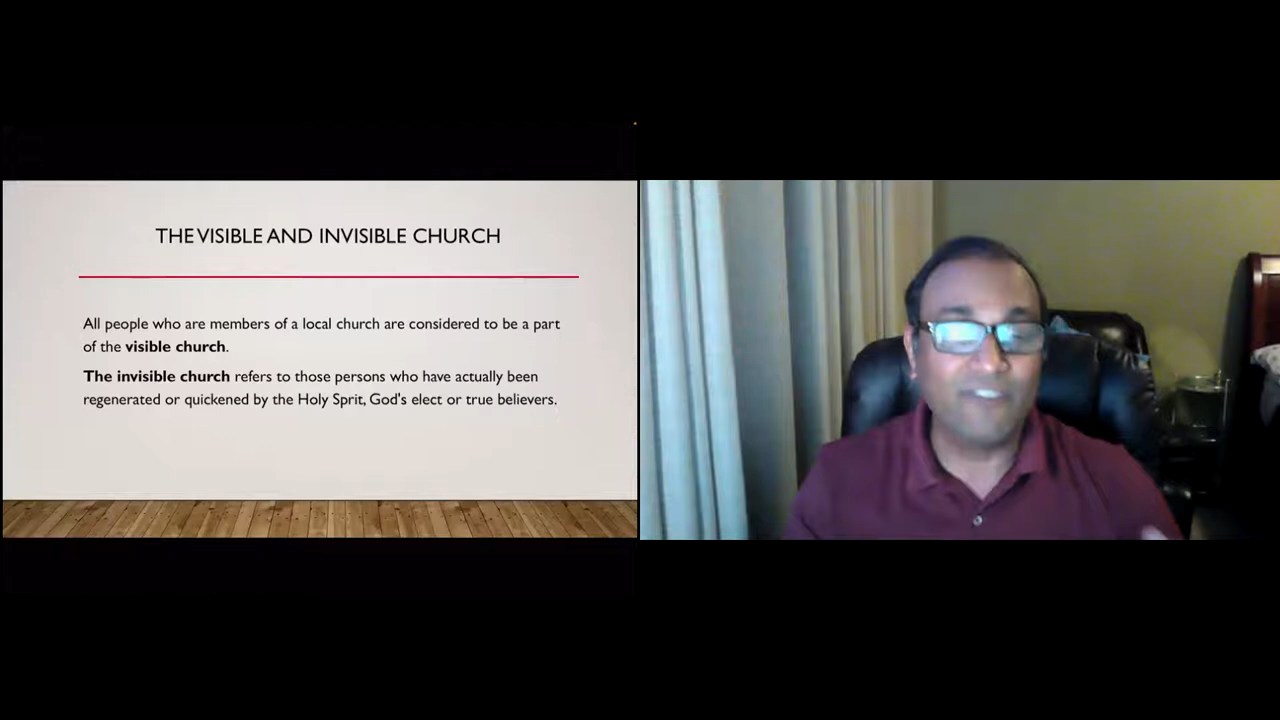 THE VISIBLE AND INVISIBLE CHURCH
All people who are members of a local church are considered to be a part
of the visible church.
The invisible church refers to those persons who have actually been
regenerated or quickened by the Holy Sprit, God's elect or true believers.